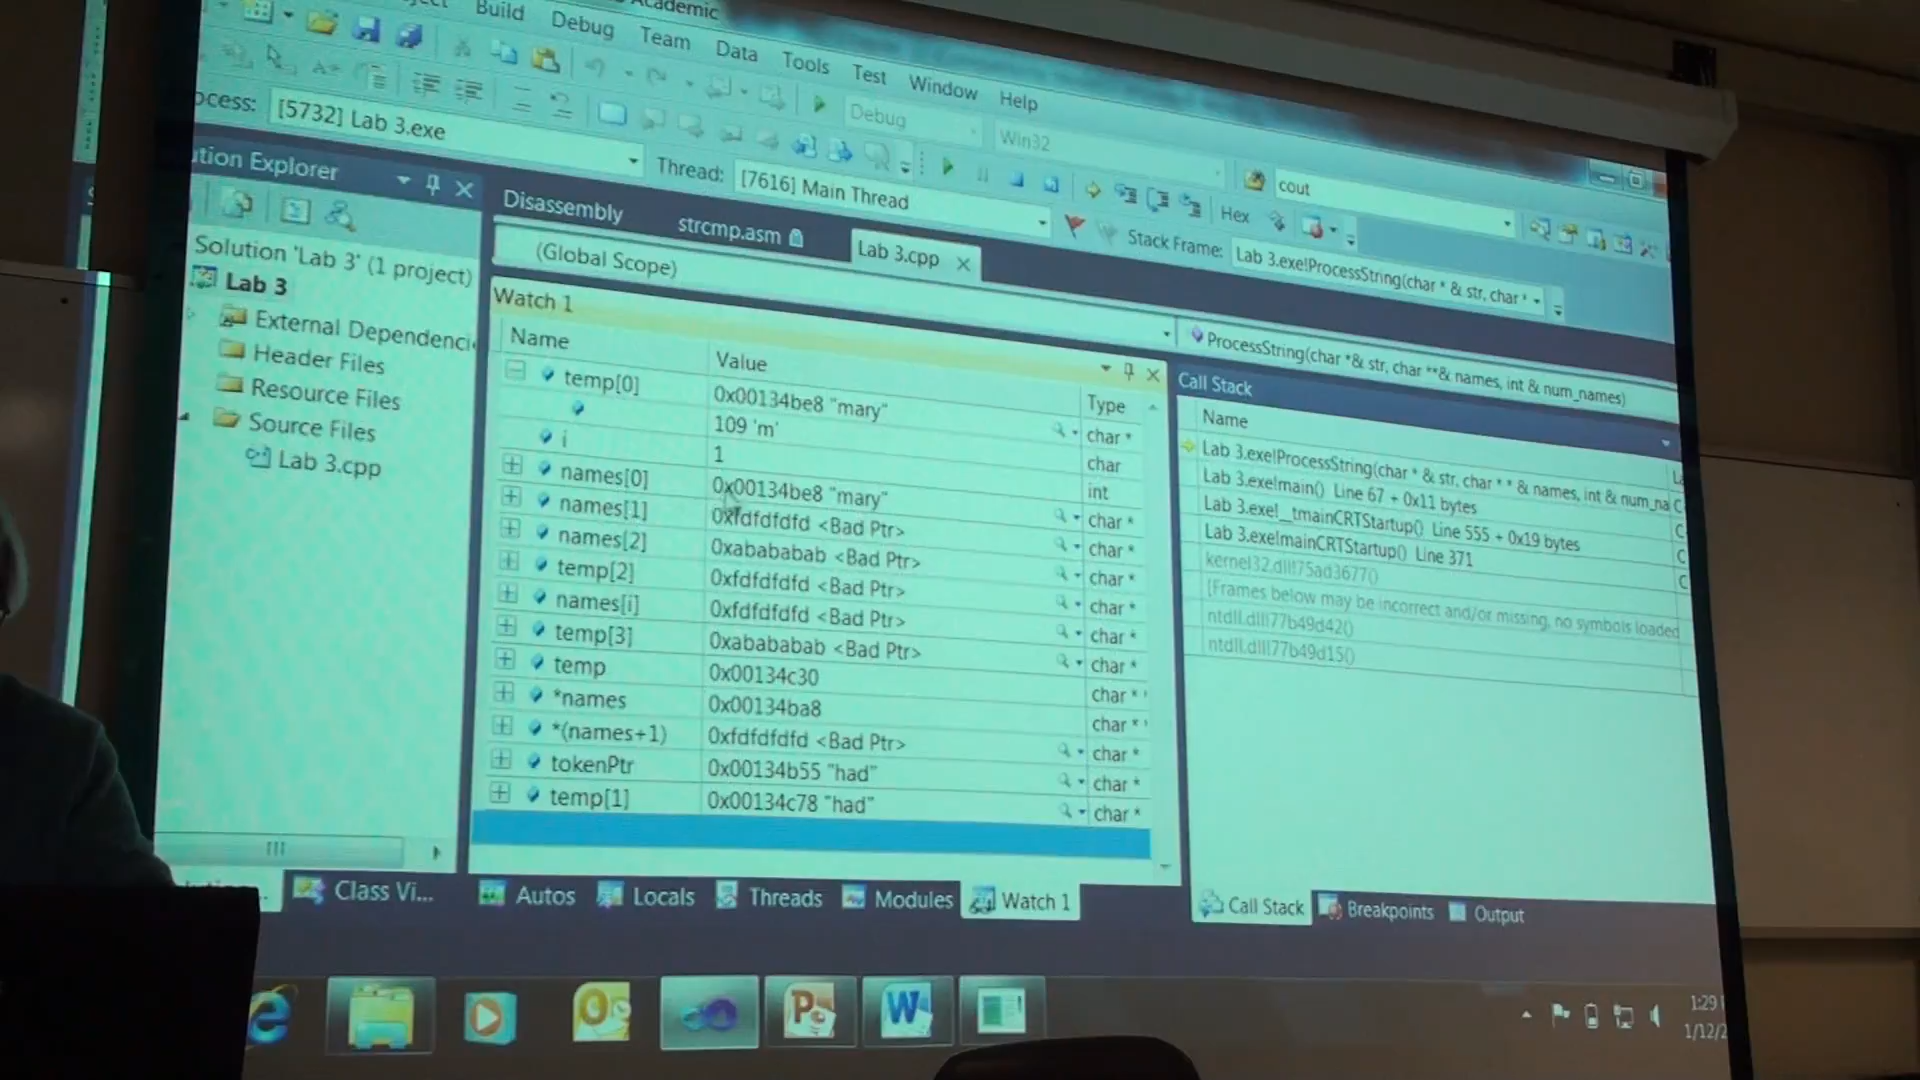 Academic
Build Debug Team Data Tools Test Window Help
Debug
Win32
cout
[5732] Lab 3.exe
Thread:
[7616] Main Thread
Hex
Stack Frame:
Lab 3.exe!ProcessString(char * & str, char *
Explorer
Solution 'Lab 3' (1 project)
Lab 3
External Dependenci
Header Files
Resource Files
Source Files
Lab 3.cpp
Class Vi...
Disassembly
strcmp.asm
Lab 3.cpp
(Global Scope)
ProcessString(char *& str, char **& names, int & num_names)
Watch 1
Name Value Type
temp[0] 0x00134be8 "mary" char *
109 'm' char
i 1 int
names[0] 0x00134be8 "mary" char *
names[1] 0xfdfdfdfd <Bad Ptr> char *
names[2] 0xabababab <Bad Ptr> char *
temp[2] 0xfdfdfdfd <Bad Ptr> char *
names[i] 0xfdfdfdfd <Bad Ptr> char *
temp[3] 0xabababab <Bad Ptr> char *
temp 0x00134c30 char *
*names 0x00134ba8 char *
*(names+1) 0xfdfdfdfd <Bad Ptr> char *
tokenPtr 0x00134b55 "had" char *
temp[1] 0x00134c78 "had" char *
Autos Locals Threads Modules Watch 1
Call Stack
Name
Lab 3.exe!ProcessString(char * & str, char * * & names, int & num_na
Lab 3.exe!main() Line 67 + 0x11 bytes
Lab 3.exe!__tmainCRTStartup() Line 555 + 0x19 bytes
Lab 3.exe!mainCRTStartup() Line 371
kernel32.dll!75ad3677()
[Frames below may be incorrect and/or missing, no symbols loaded
ntdll.dll!77b49d42()
ntdll.dll!77b49d15()
Call Stack Breakpoints Output
1:29
1/12/2